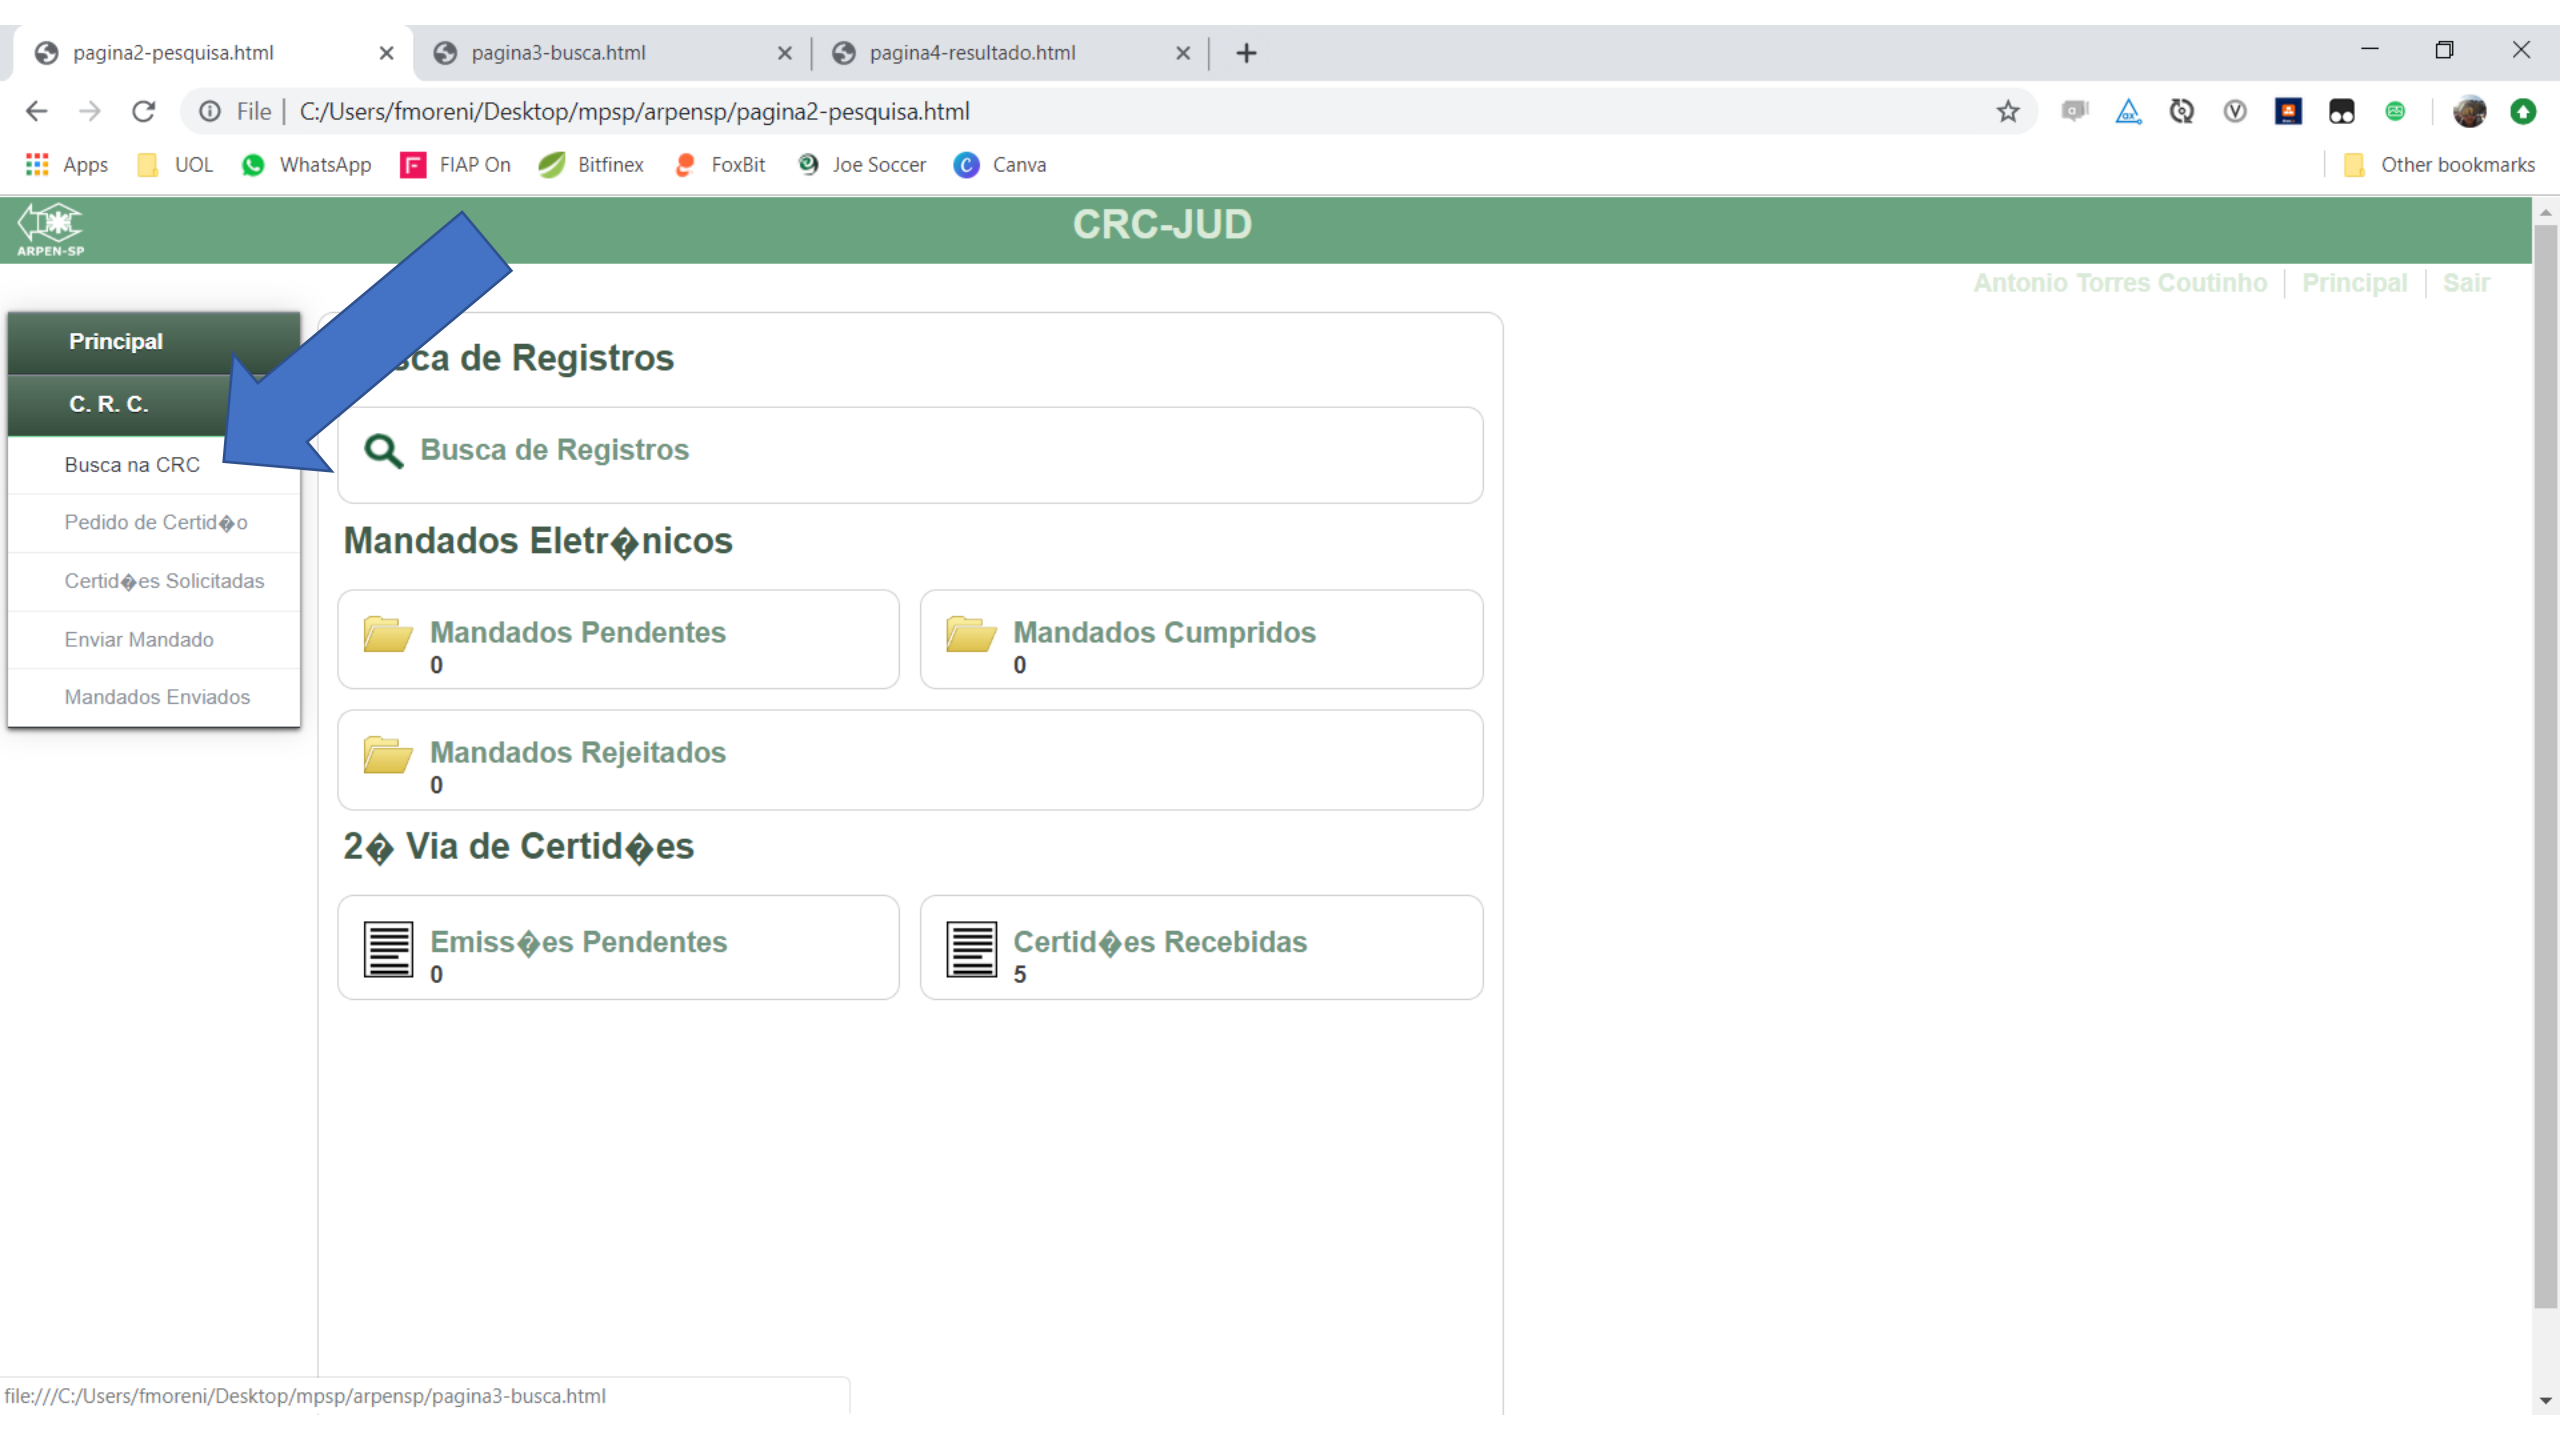 pagina2-pesquisa.html
pagina3-busca.html
pagina4-resultado.html
File | C:/Users/fmoreni/Desktop/mpsp/arpensp/pagina2-pesquisa.html
Apps UOL WhatsApp FIAP On Bitfinex FoxBit Joe Soccer Canva Other bookmarks
ARPEN-SP
CRC-JUD
Antonio Torres Coutinho | Principal | Sair
Principal
C. R. C.
Busca na CRC
Pedido de Certid�o
Certid�es Solicitadas
Enviar Mandado
Mandados Enviados
de Registros
Busca de Registros
Mandados Eletr�nicos
Mandados Pendentes
0
Mandados Cumpridos
0
Mandados Rejeitados
0
2� Via de Certid�es
Emiss�es Pendentes
0
Certid�es Recebidas
5
file:///C:/Users/fmoreni/Desktop/mpsp/arpensp/pagina3-busca.html